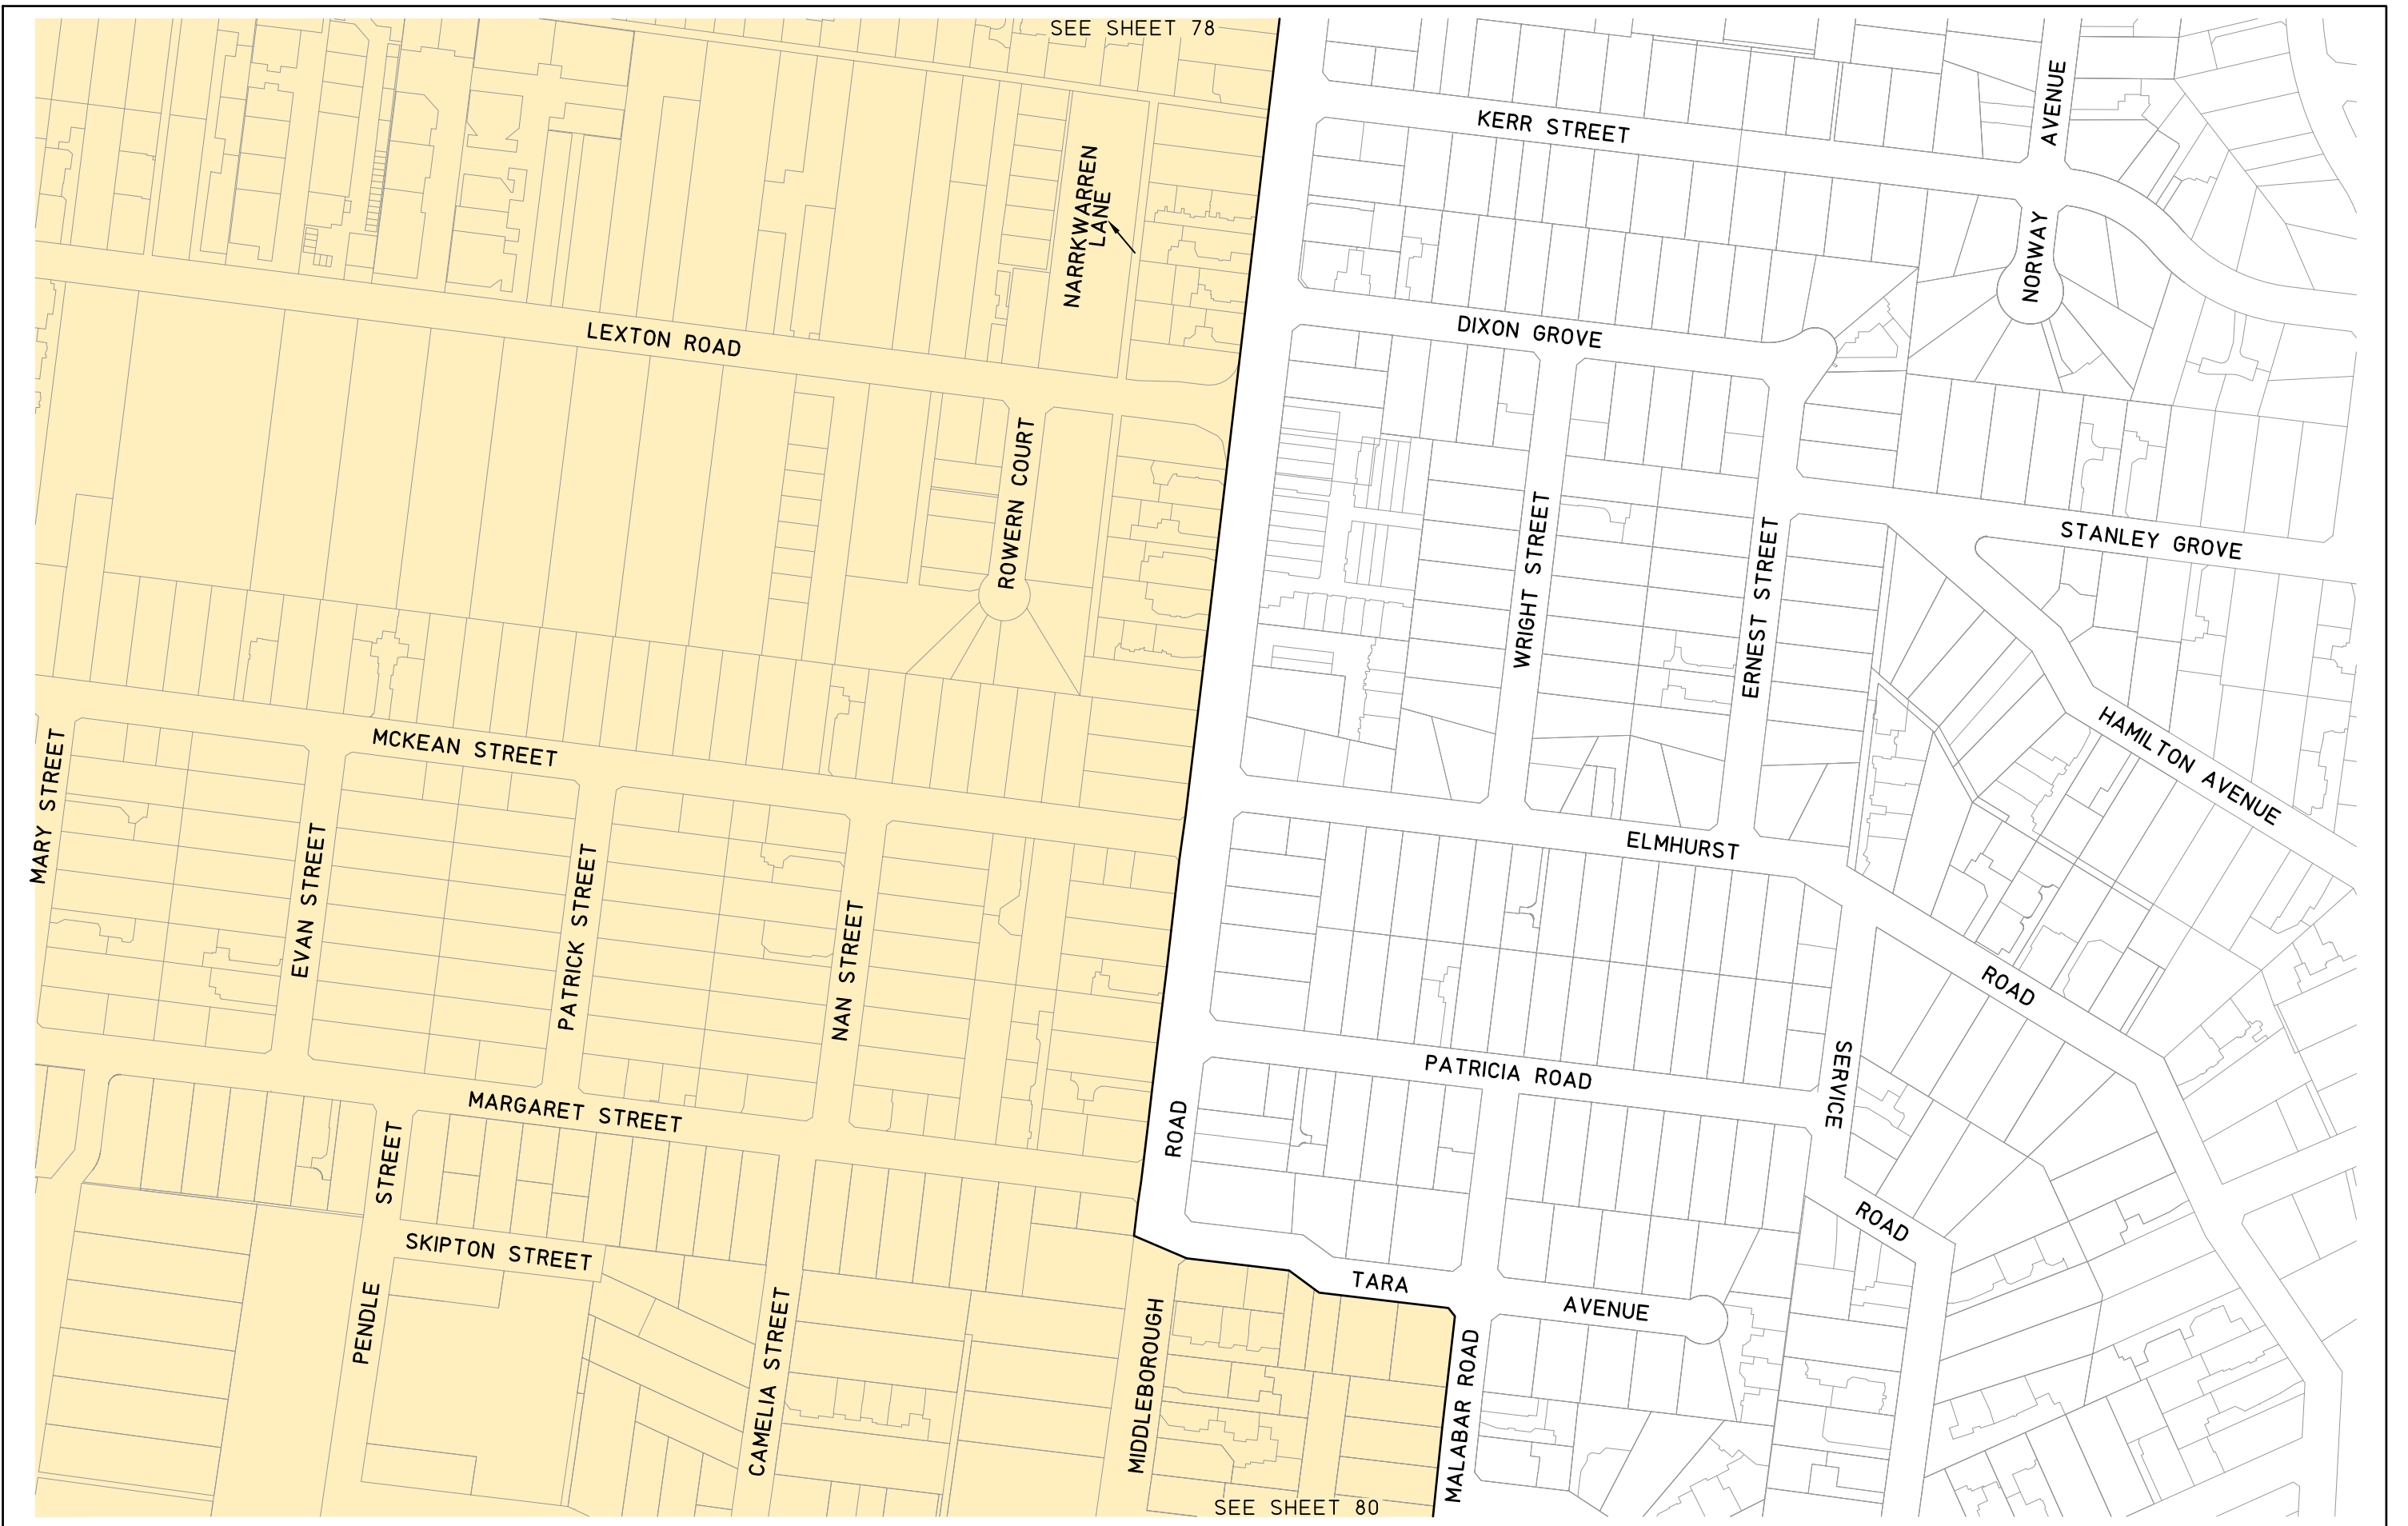 SEE SHEET 78
KERR STREET
AVENUE
NARRKWARREN
LANE
NORWAY
LEXTON ROAD
DIXON GROVE
ROWERN COURT
STANLEY GROVE
WRIGHT STREET
ERNEST STREET
MCKEAN STREET
MARY STREET
HAMILTON AVENUE
EVAN STREET
PATRICK STREET
NAN STREET
ELMHURST
ROAD
PATRICIA ROAD
SERVICE
MARGARET STREET
ROAD
STREET
ROAD
SKIPTON STREET
TARA
AVENUE
PENDLE
CAMELIA STREET
MIDDLEBOROUGH
MALABAR ROAD
SEE SHEET 80